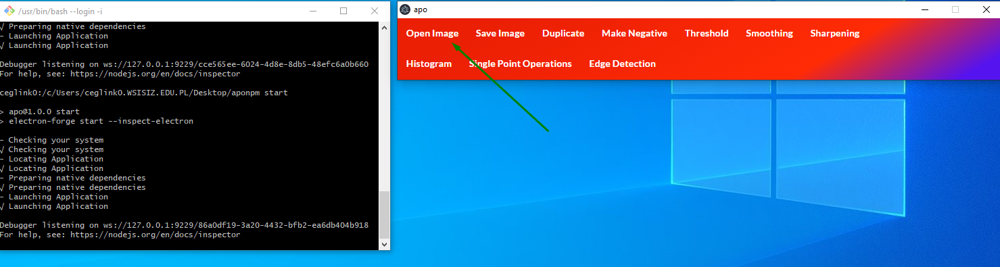 /usr/bin/bash --login -i
√ Preparing native dependencies
- Launching Application
√ Launching Application
Debugger listening on ws://127.0.0.1:9229/cce565ee-6024-4d8e-8db5-48efc6a0b660
For help, see: https://nodejs.org/en/docs/inspector
ceglink0:/c/Users/ceglink0.WSISIZ.EDU.PL/Desktop/aponpm start
> apo@1.0.0 start
> electron-forge start --inspect-electron
- Checking your system
√ Checking your system
- Locating Application
√ Locating Application
- Preparing native dependencies
√ Preparing native dependencies
- Launching Application
√ Launching Application
Debugger listening on ws://127.0.0.1:9229/86a0df19-3a20-4432-bfb2-ea6db404b918
For help, see: https://nodejs.org/en/docs/inspector
apo
Open Image Save Image Duplicate Make Negative Threshold Smoothing Sharpening
Histogram Single Point Operations Edge Detection